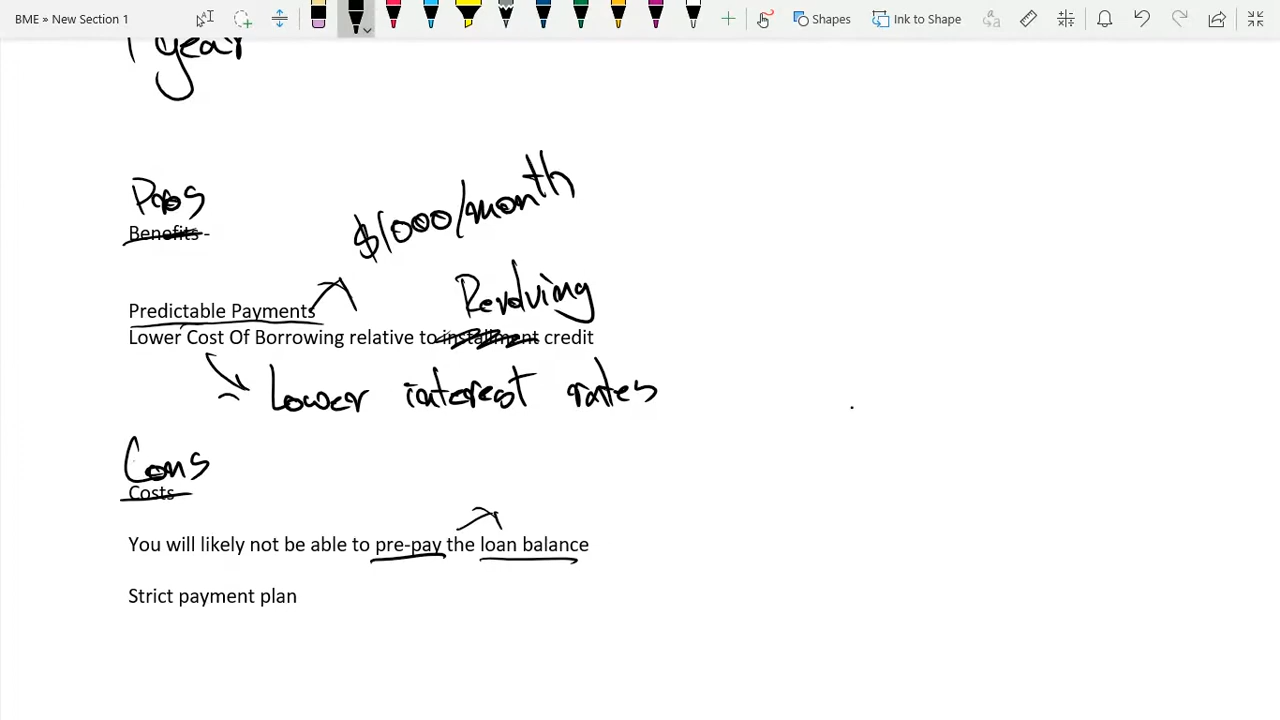 BME » New Section 1
Shapes
Ink to Shape
1 year
Pros
Benefits -
$1000/month
Predictable Payments
Revolving
Lower Cost Of Borrowing relative to installment credit
Lower interest rates
Cons
Costs
You will likely not be able to pre-pay the loan balance
Strict payment plan